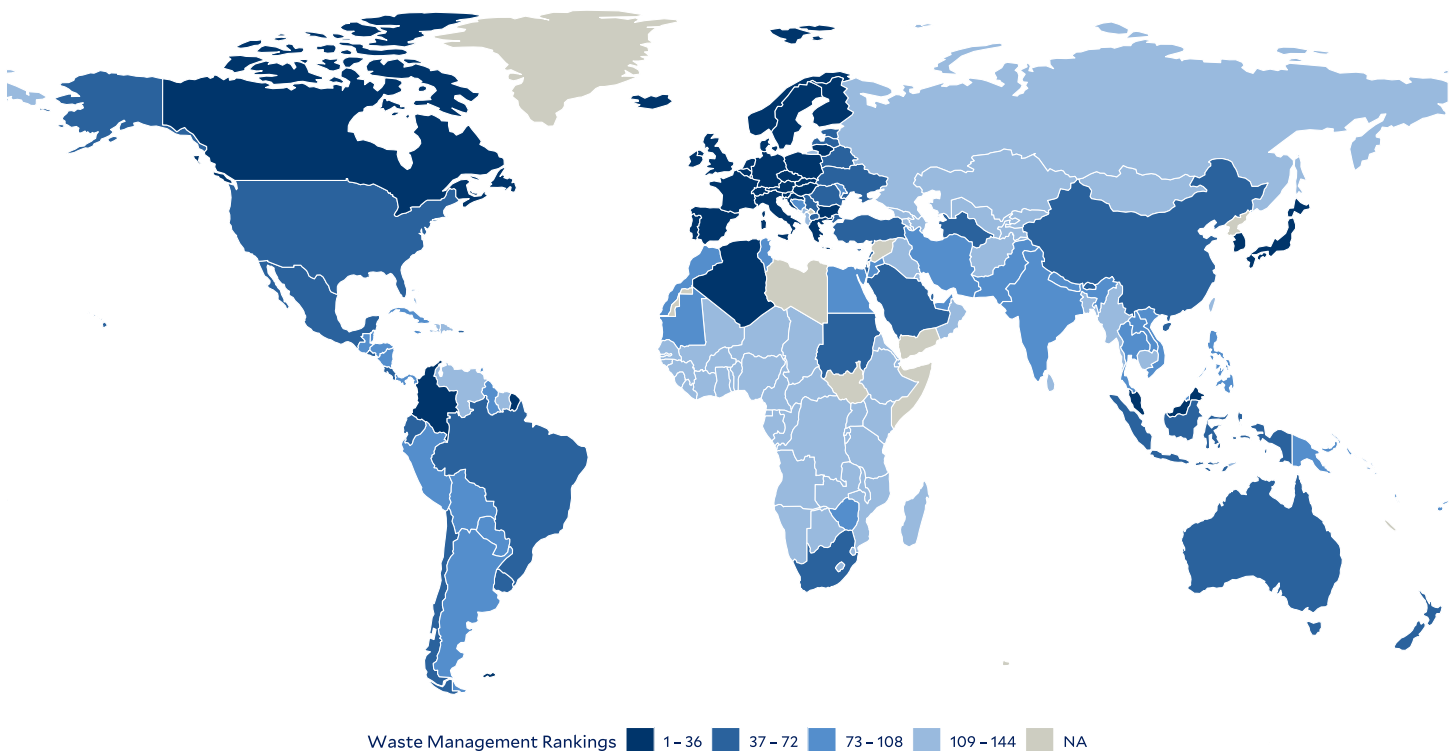 Waste Management Rankings 1 – 36 37 – 72 73 – 108 109 – 144 NA